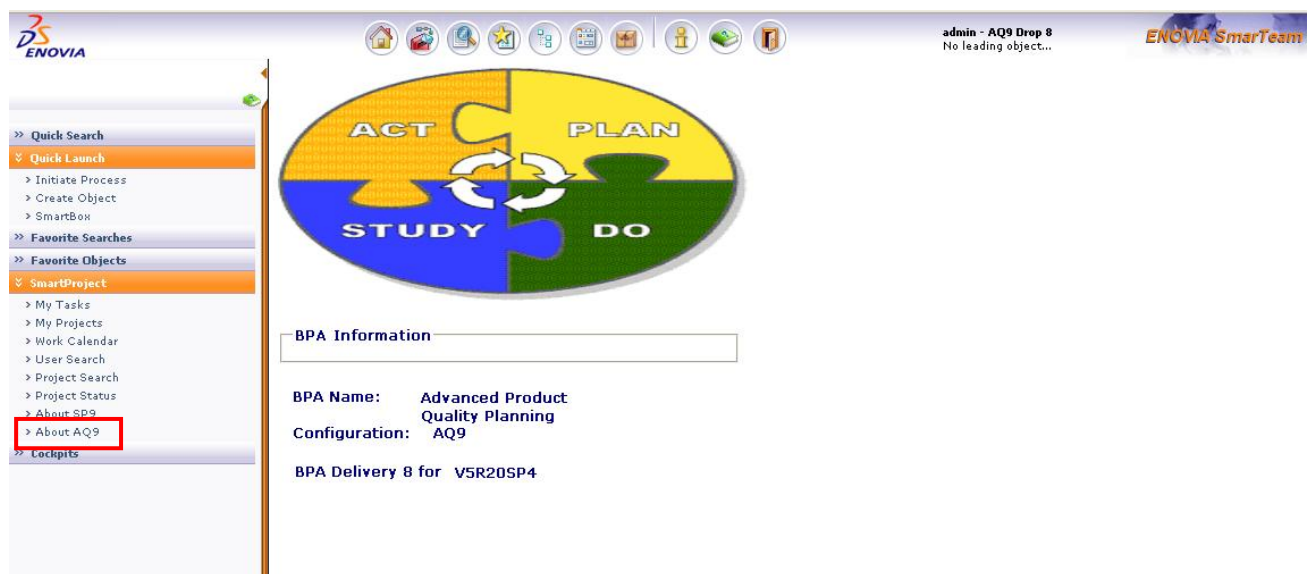 ENOVIA
admin - AQ9 Drop 8
No leading object...
ENOVIA SmarTeam
» Quick Search
Quick Launch
> Initiate Process
> Create Object
> SmartBox
» Favorite Searches
» Favorite Objects
SmartProject
> My Tasks
> My Projects
> Work Calendar
> User Search
> Project Search
> Project Status
> About SP9
> About AQ9
» Cockpits
ACT
PLAN
STUDY
DO
BPA Information
BPA Name: Advanced Product
Quality Planning
Configuration: AQ9
BPA Delivery 8 for V5R20SP4